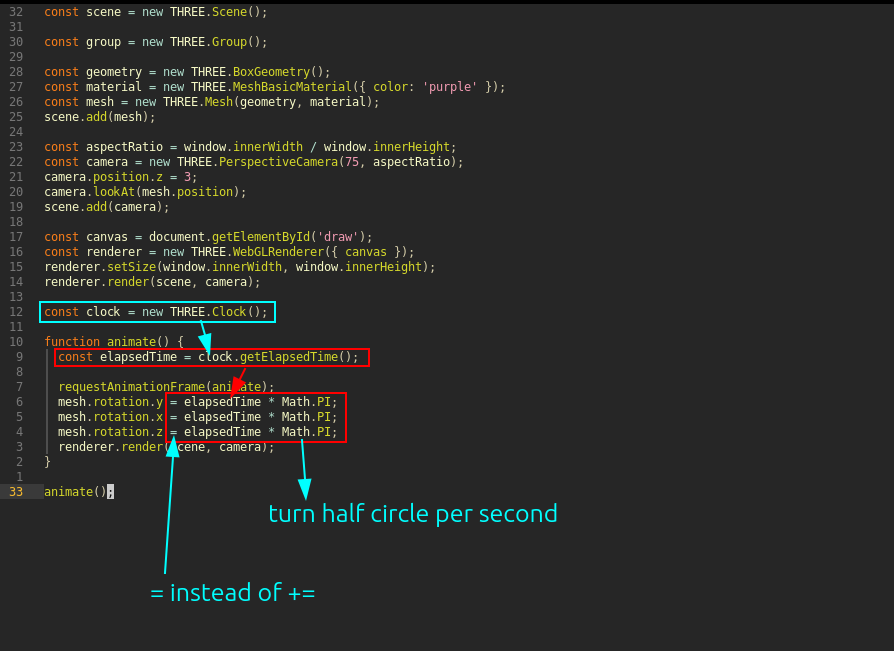 32 const scene = new THREE.Scene();
31
30 const group = new THREE.Group();
29
28 const geometry = new THREE.BoxGeometry();
27 const material = new THREE.MeshBasicMaterial({ color: 'purple' });
26 const mesh = new THREE.Mesh(geometry, material);
25 scene.add(mesh);
24
23 const aspectRatio = window.innerWidth / window.innerHeight;
22 const camera = new THREE.PerspectiveCamera(75, aspectRatio);
21 camera.position.z = 3;
20 camera.lookAt(mesh.position);
19 scene.add(camera);
18
17 const canvas = document.getElementById('draw');
16 const renderer = new THREE.WebGLRenderer({ canvas });
15 renderer.setSize(window.innerWidth, window.innerHeight);
14 renderer.render(scene, camera);
13
12 const clock = new THREE.Clock();
11
10 function animate() {
9 const elapsedTime = clock.getElapsedTime();
8
7 requestAnimationFrame(animate);
6 mesh.rotation.y = elapsedTime * Math.PI;
5 mesh.rotation.x = elapsedTime * Math.PI;
4 mesh.rotation.z = elapsedTime * Math.PI;
3 renderer.render(scene, camera);
2 }
1
33 animate();
turn half circle per second
= instead of +=